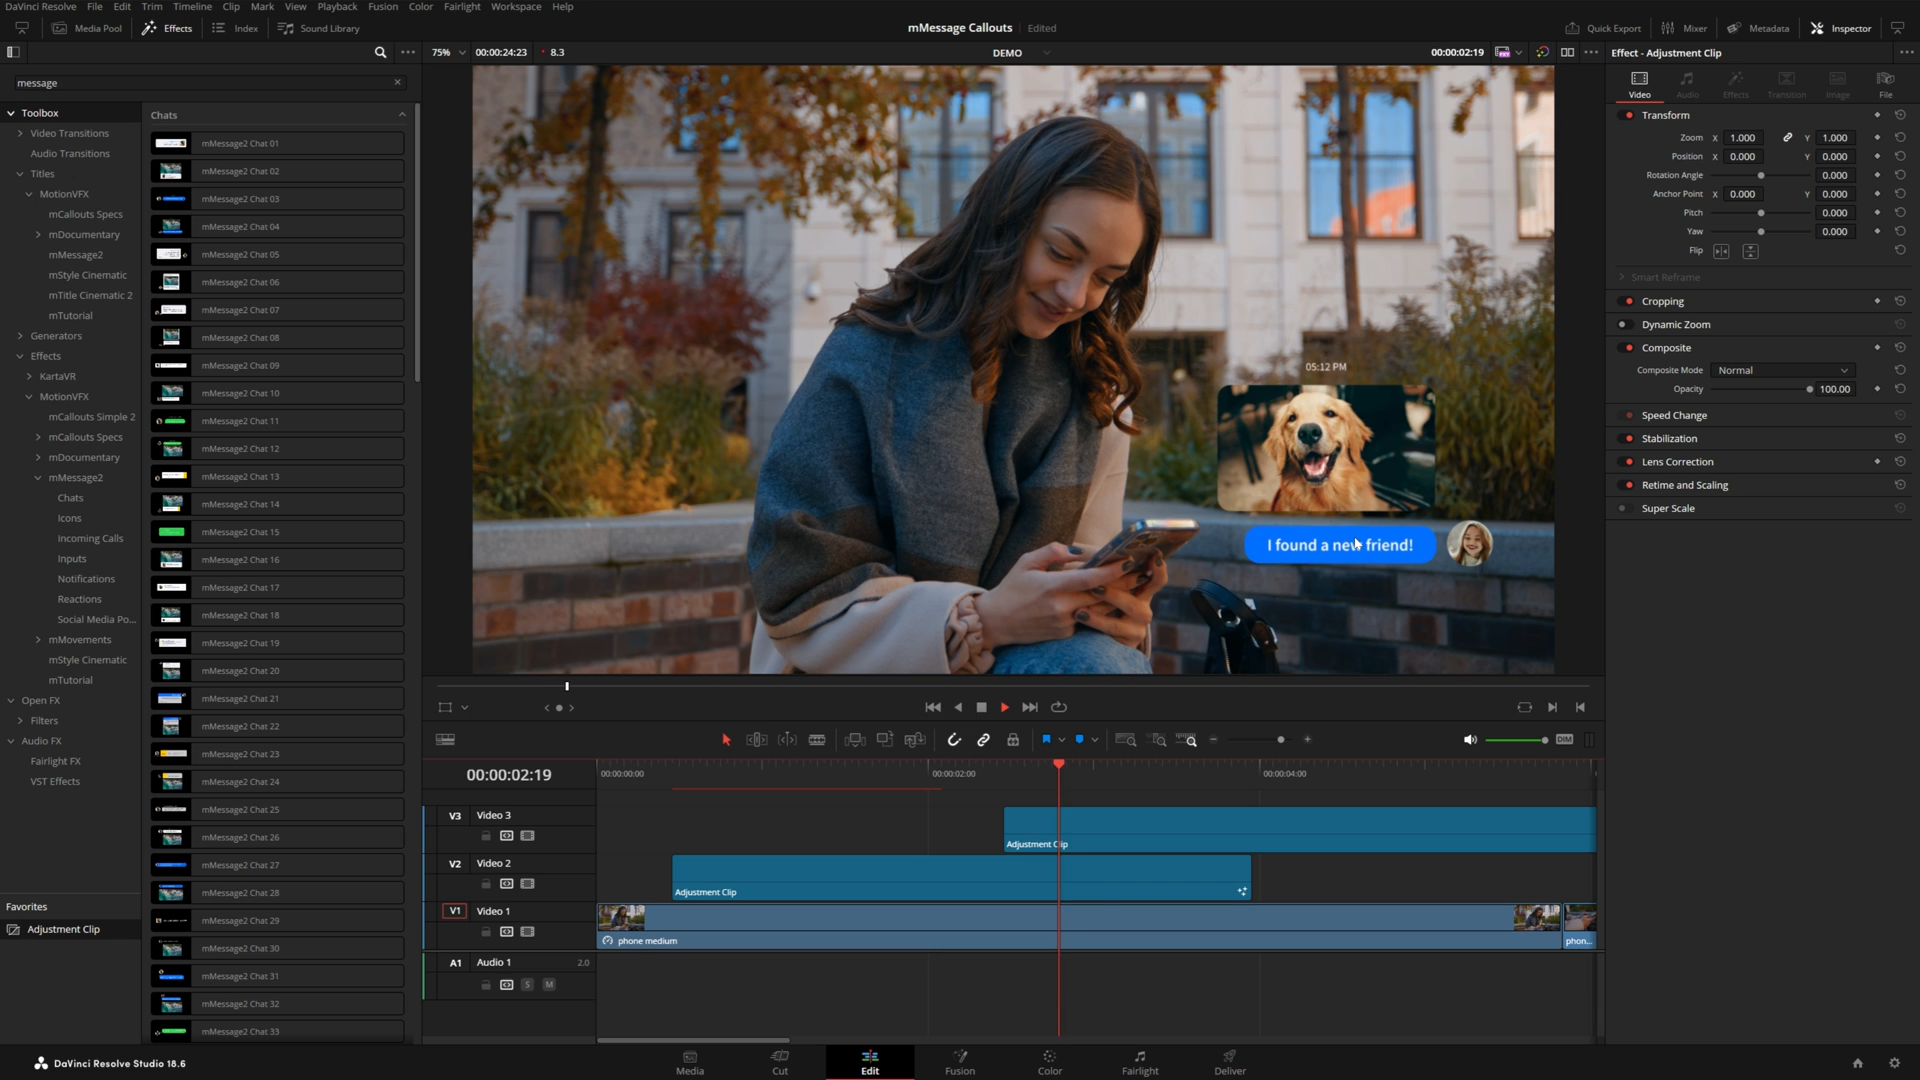 DaVinci Resolve File Edit Trim Timeline Clip Mark View Playback Fusion Color Fairlight Workspace Help
Media Pool Effects Index Sound Library mMessage Callouts Edited Quick Export Mixer Metadata Inspector
75% 00:00:24:23 8.3 DEMO 00:00:02:19 Effect - Adjustment Clip
message
Video Audio Effects Transition Image File
Toolbox
Video Transitions
Audio Transitions
Titles
MotionVFX
mCallouts Specs
mDocumentary
mMessage2
mStyle Cinematic
mTitle Cinematic 2
mTutorial
Generators
Effects
KartaVR
MotionVFX
mCallouts Simple 2
mCallouts Specs
mDocumentary
mMessage2
Chats
Icons
Incoming Calls
Inputs
Notifications
Reactions
Social Media Po...
mMovements
mStyle Cinematic
mTutorial
Open FX
Filters
Audio FX
Fairlight FX
VST Effects
Favorites
Adjustment Clip
Chats
mMessage2 Chat 01
mMessage2 Chat 02
mMessage2 Chat 03
mMessage2 Chat 04
mMessage2 Chat 05
mMessage2 Chat 06
mMessage2 Chat 07
mMessage2 Chat 08
mMessage2 Chat 09
mMessage2 Chat 10
mMessage2 Chat 11
mMessage2 Chat 12
mMessage2 Chat 13
mMessage2 Chat 14
mMessage2 Chat 15
mMessage2 Chat 16
mMessage2 Chat 17
mMessage2 Chat 18
mMessage2 Chat 19
mMessage2 Chat 20
mMessage2 Chat 21
mMessage2 Chat 22
mMessage2 Chat 23
mMessage2 Chat 24
mMessage2 Chat 25
mMessage2 Chat 26
mMessage2 Chat 27
mMessage2 Chat 28
mMessage2 Chat 29
mMessage2 Chat 30
mMessage2 Chat 31
mMessage2 Chat 32
mMessage2 Chat 33
05:12 PM
I found a new friend!
Transform
Zoom X 1.000 Y 1.000
Position X 0.000 Y 0.000
Rotation Angle 0.000
Anchor Point X 0.000 Y 0.000
Pitch 0.000
Yaw 0.000
Flip
Smart Reframe
Cropping
Dynamic Zoom
Composite
Composite Mode Normal
Opacity 100.00
Speed Change
Stabilization
Lens Correction
Retime and Scaling
Super Scale
DIM
00:00:02:19 00:00:00:00 00:00:02:00 00:00:04:00
V3 Video 3
Adjustment Clip
V2 Video 2
Adjustment Clip
V1 Video 1
phone medium phon...
A1 Audio 1 2.0
S M
DaVinci Resolve Studio 18.6 Media Cut Edit Fusion Color Fairlight Deliver